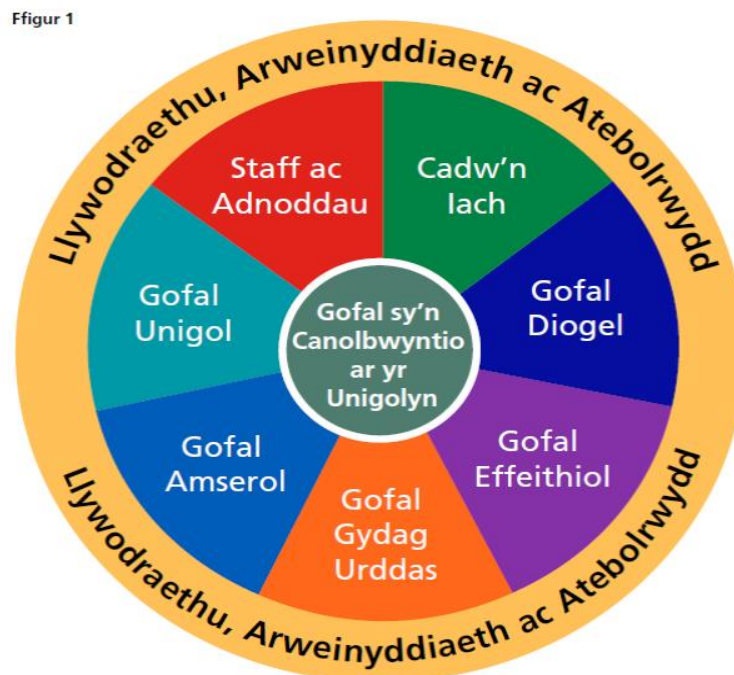 Ffigur 1
Llywodraethu, Arweinyddiaeth ac Atebolrwydd
Staff ac
Adnoddau
Cadw'n
Iach
Gofal
Unigol
Gofal
Diogel
Gofal sy'n
Canolbwyntio
ar yr
Unigolyn
Gofal
Amserol
Gofal
Effeithiol
Gofal
Gydag
Urddas
Llywodraethu, Arweinyddiaeth ac Atebolrwydd